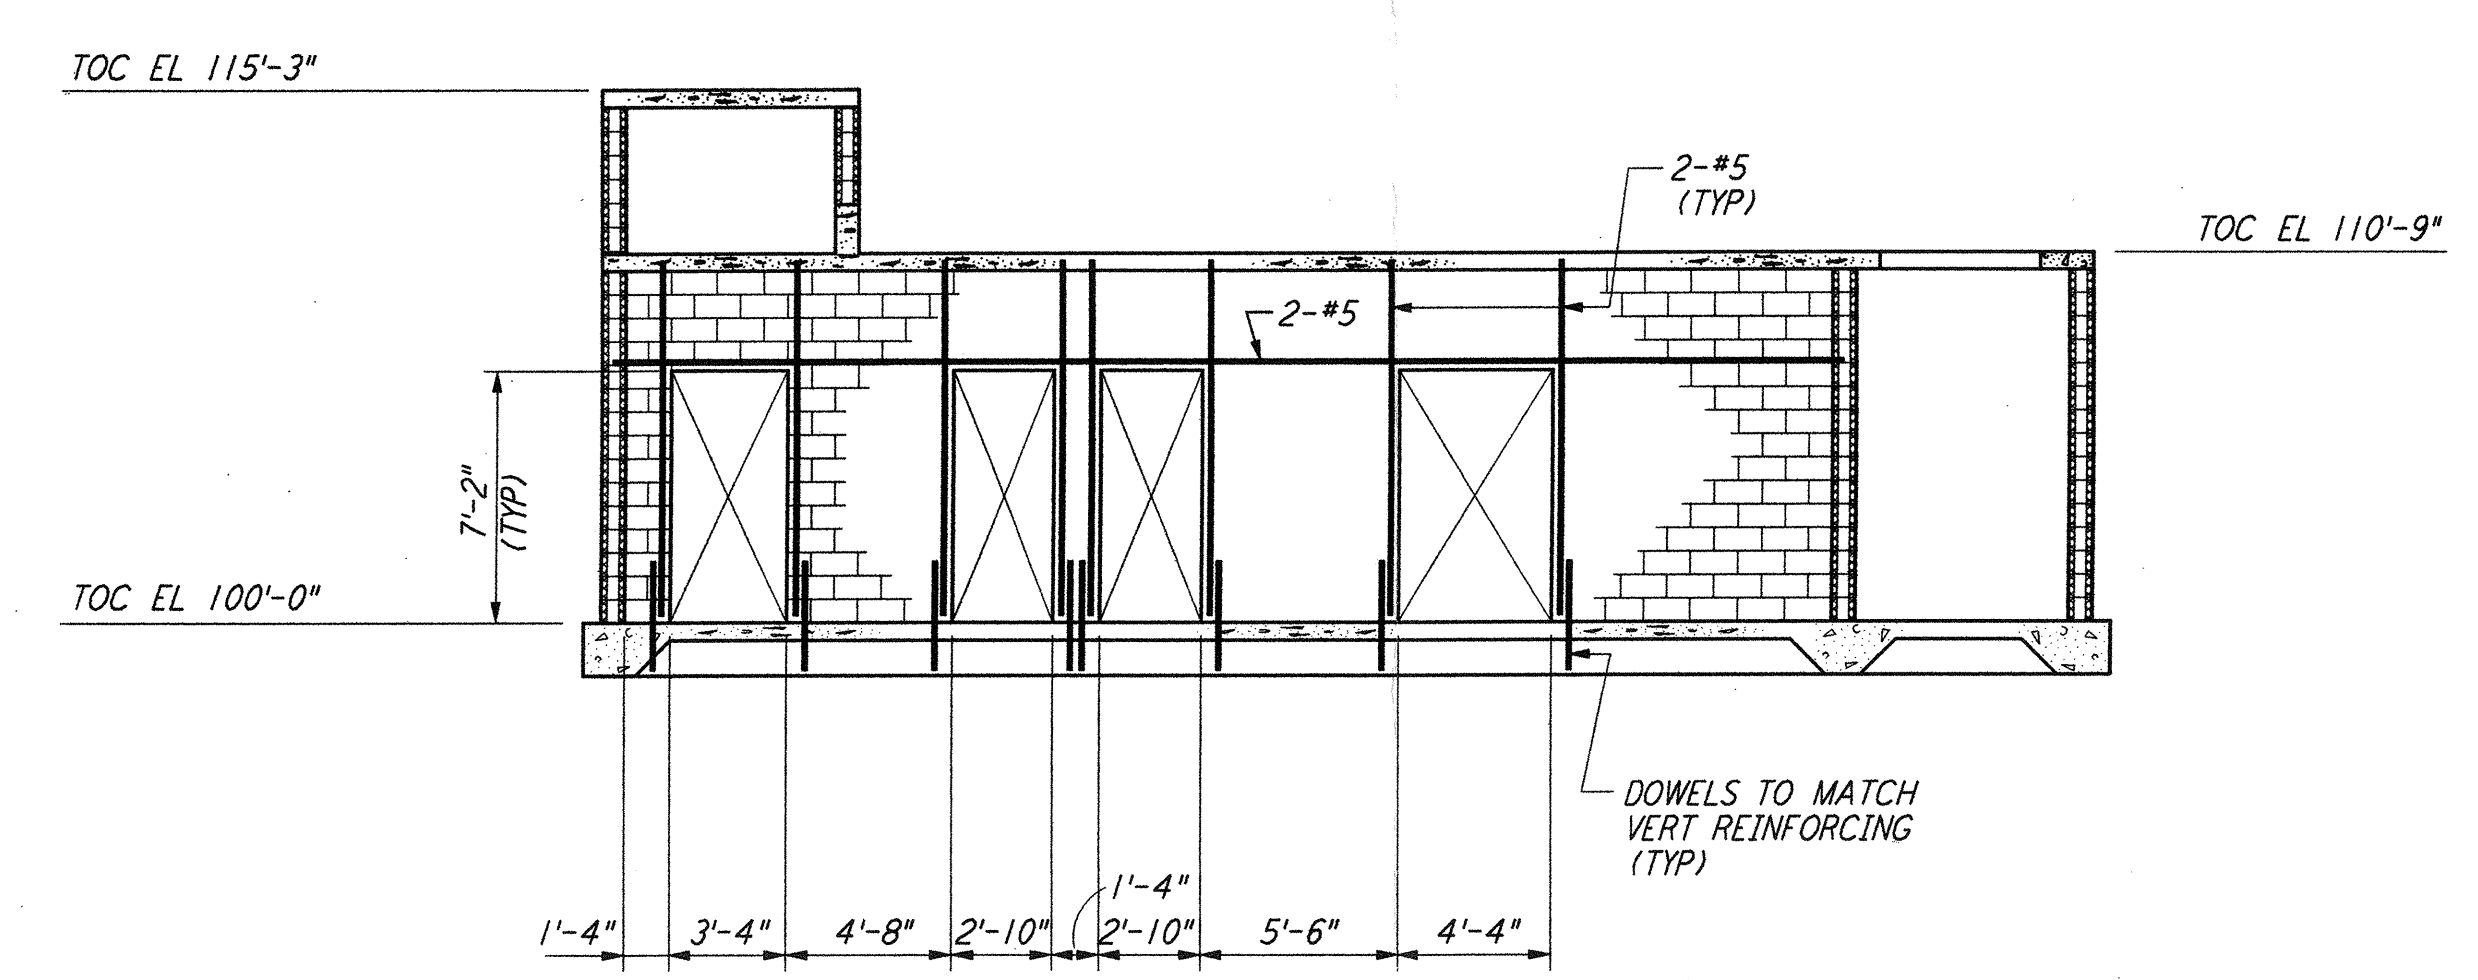 TOC EL 115'-3"
2-#5
(TYP)
TOC EL 110'-9"
2-#5
7'-2"
(TYP)
TOC EL 100'-0"
DOWELS TO MATCH
VERT REINFORCING
(TYP)
1'-4"
1'-4"
3'-4"
4'-8"
2'-10"
2'-10"
5'-6"
4'-4"